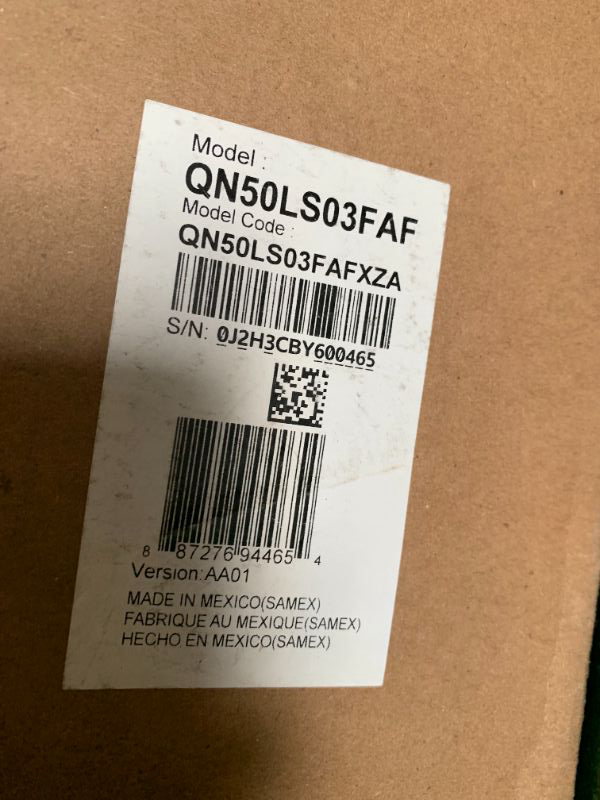 Model :
QN50LS03FAF
Model Code :
QN50LS03FAFXZA
S/N: 0J2H3CBY600465
8 87276 94465 4
Version:AA01
MADE IN MEXICO(SAMEX)
FABRIQUE AU MEXIQUE(SAMEX)
HECHO EN MEXICO(SAMEX)